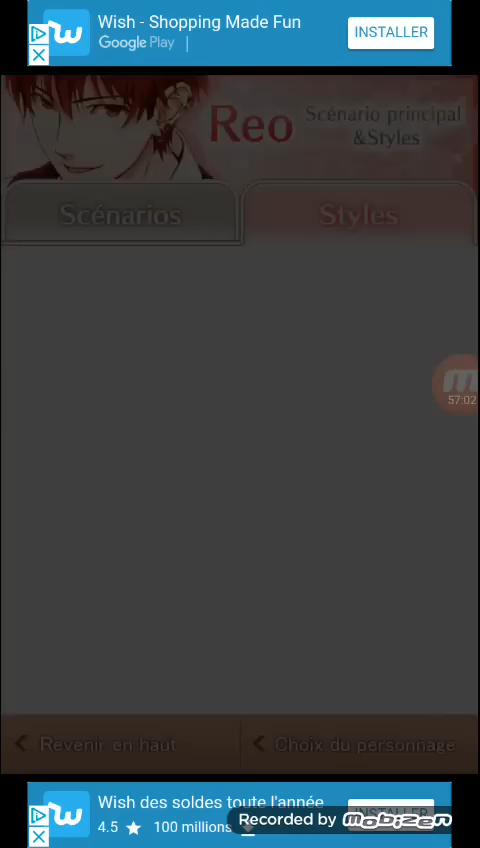 Wish - Shopping Made Fun
Google Play
INSTALLER
Reo
Scénario principal
&Styles
Scénarios
Styles
57:02
Revenir en haut
Choix du personnage
Wish des soldes toute l'année
4.5 ★ 100 millions
INSTALLER
Recorded by mobizen